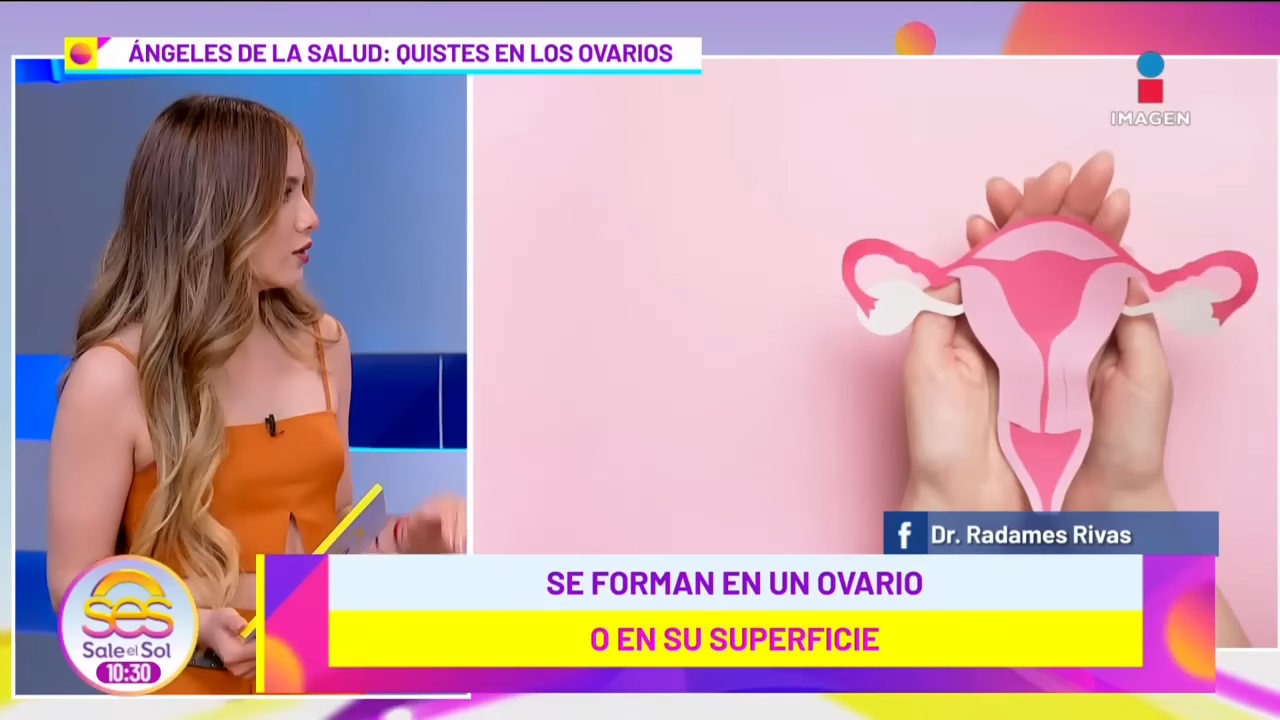 ÁNGELES DE LA SALUD: QUISTES EN LOS OVARIOS
IMAGEN
f Dr. Radames Rivas
SE FORMAN EN UN OVARIO
O EN SU SUPERFICIE
ses
Sale el Sol
10:30